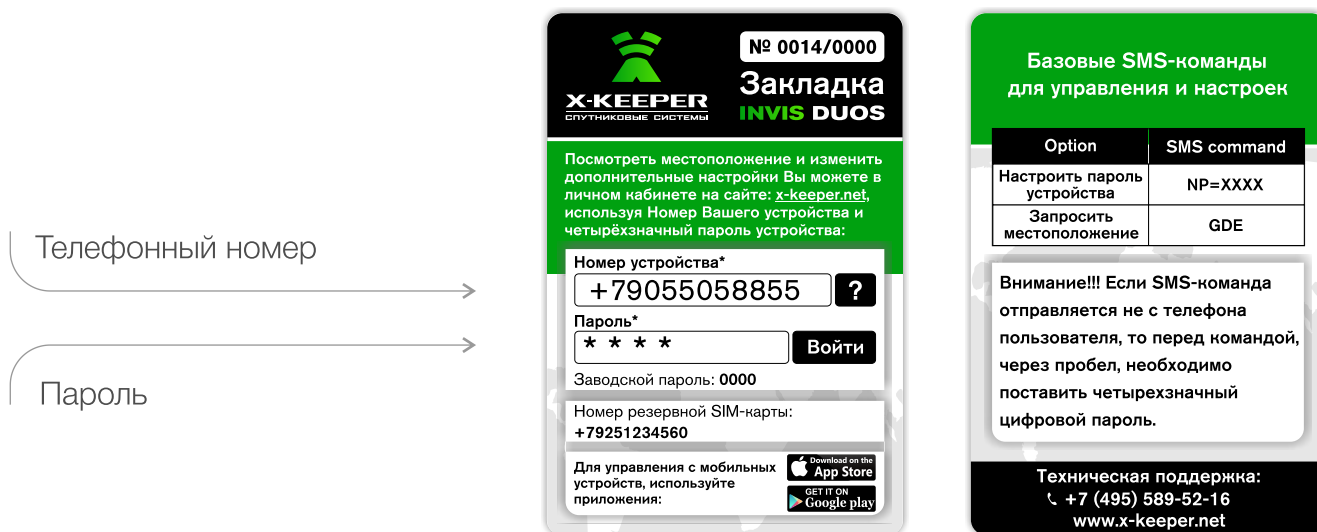 Телефонный номер
Пароль
X-KEEPER
СПУТНИКОВЫЕ СИСТЕМЫ
№ 0014/0000
Закладка
INVIS DUOS
Посмотреть местоположение и изменить
дополнительные настройки Вы можете в
личном кабинете на сайте: x-keeper.net,
используя Номер Вашего устройства и
четырёхзначный пароль устройства:
Номер устройства*
+79055058855 ?
Пароль*
* * * * Войти
Заводской пароль: 0000
Номер резервной SIM-карты:
+79251234560
Для управления с мобильных
устройств, используйте
приложения:
Download on the
App Store
GET IT ON
Google play
Базовые SMS-команды
для управления и настроек
Option SMS command
Настроить пароль
устройства NP=XXXX
Запросить
местоположение GDE
Внимание!!! Если SMS-команда
отправляется не с телефона
пользователя, то перед командой,
через пробел, необходимо
поставить четырехзначный
цифровой пароль.
Техническая поддержка:
+7 (495) 589-52-16
www.x-keeper.net